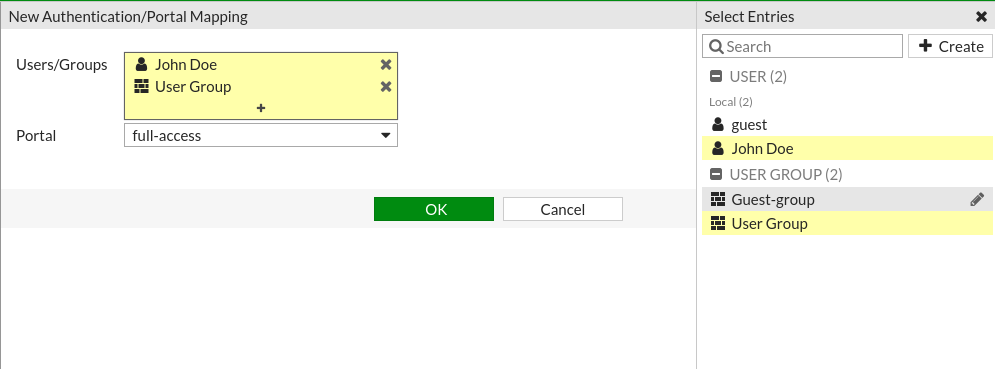 New Authentication/Portal Mapping
Users/Groups
John Doe
User Group
Portal
full-access
OK
Cancel
Select Entries
Search
Create
USER (2)
Local (2)
guest
John Doe
USER GROUP (2)
Guest-group
User Group